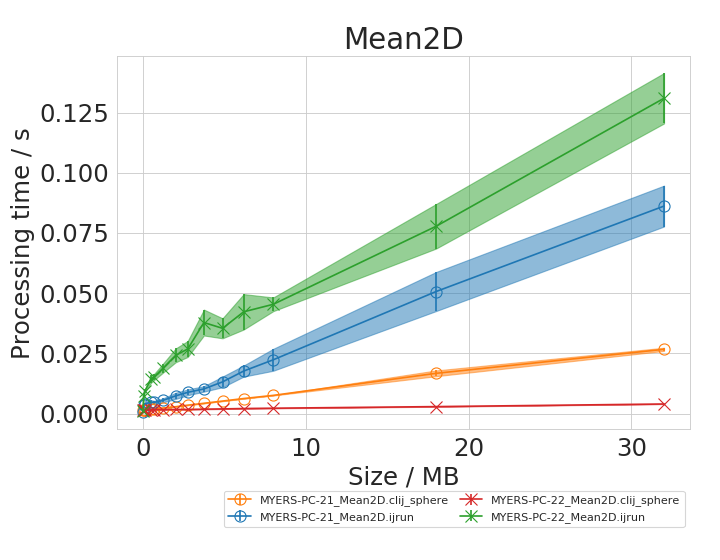 Mean2D
Processing time / s
0.125
0.100
0.075
0.050
0.025
0.000
0 10 20 30
Size / MB
MYERS-PC-21_Mean2D.clij_sphere MYERS-PC-22_Mean2D.clij_sphere
MYERS-PC-21_Mean2D.ijrun MYERS-PC-22_Mean2D.ijrun